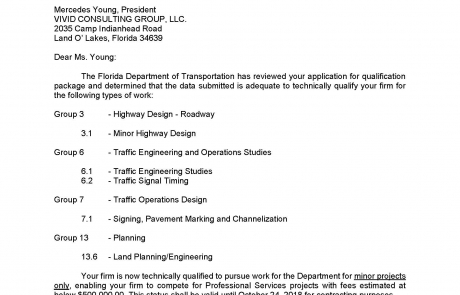 Mercedes Young, President
VIVID CONSULTING GROUP, LLC.
2035 Camp Indianhead Road
Land O' Lakes, Florida 34639
Dear Ms. Young:
The Florida Department of Transportation has reviewed your application for qualification
package and determined that the data submitted is adequate to technically qualify your firm for
the following types of work:
Group 3 - Highway Design - Roadway
3.1 - Minor Highway Design
Group 6 - Traffic Engineering and Operations Studies
6.1 - Traffic Engineering Studies
6.2 - Traffic Signal Timing
Group 7 - Traffic Operations Design
7.1 - Signing, Pavement Marking and Channelization
Group 13 - Planning
13.6 - Land Planning/Engineering
Your firm is now technically qualified to pursue work for the Department for minor projects
only, enabling your firm to compete for Professional Services projects with fees estimated at
below $500,000.00. This status shall be valid until October 24, 2018 for contracting purposes.